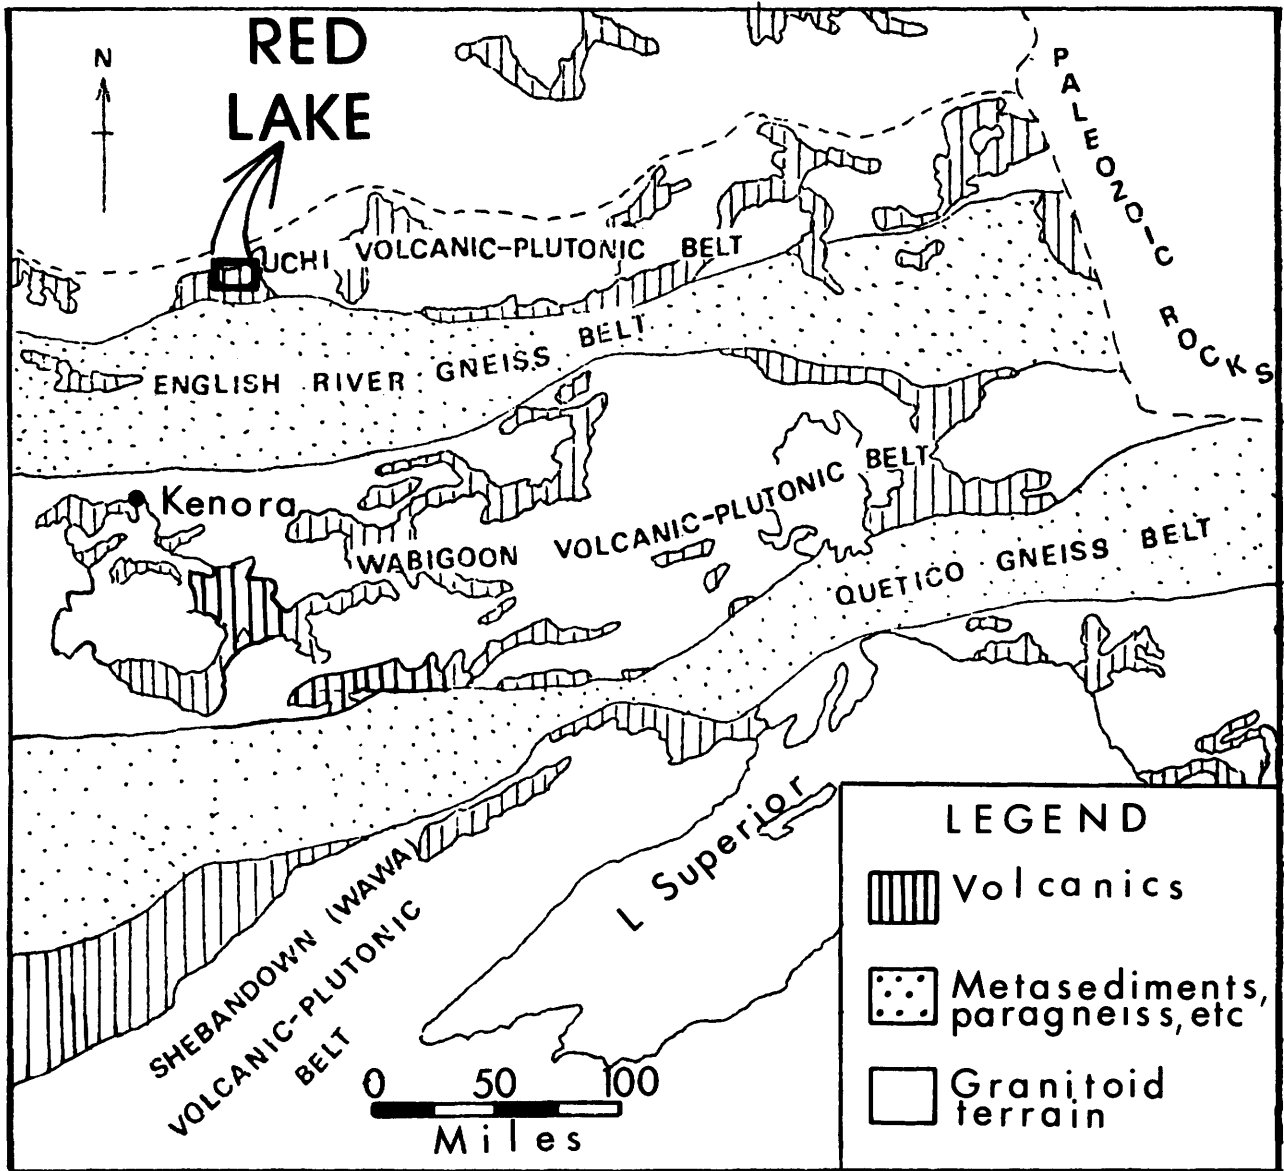 RED
LAKE
N
PALEOZOIC ROCKS
UCHI VOLCANIC-PLUTONIC BELT
ENGLISH RIVER GNEISS BELT
Kenora
WABIGOON VOLCANIC-PLUTONIC BELT
QUETICO GNEISS BELT
L Superior
SHEBANDOWN (WAWA)
VOLCANIC-PLUTONIC
BELT
0 50 100
Miles
LEGEND
Volcanics
Metasediments,
paragneiss, etc
Granitoid
terrain